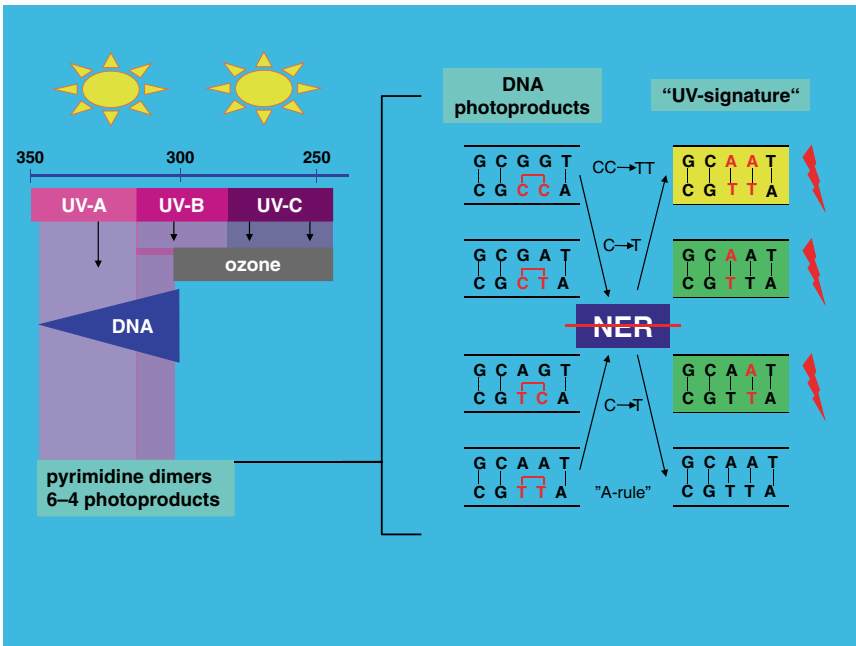 350 300 250
UV-A UV-B UV-C
ozone
DNA
pyrimidine dimers
6–4 photoproducts
DNA
photoproducts
G C G G T
C G C C A
G C G A T
C G C T A
G C A G T
C G T C A
G C A A T
C G T T A
CC→TT
C→T
NER
C→T
"A-rule"
"UV-signature"
G C A A T
C G T T A
G C A A T
C G T T A
G C A A T
C G T T A
G C A A T
C G T T A